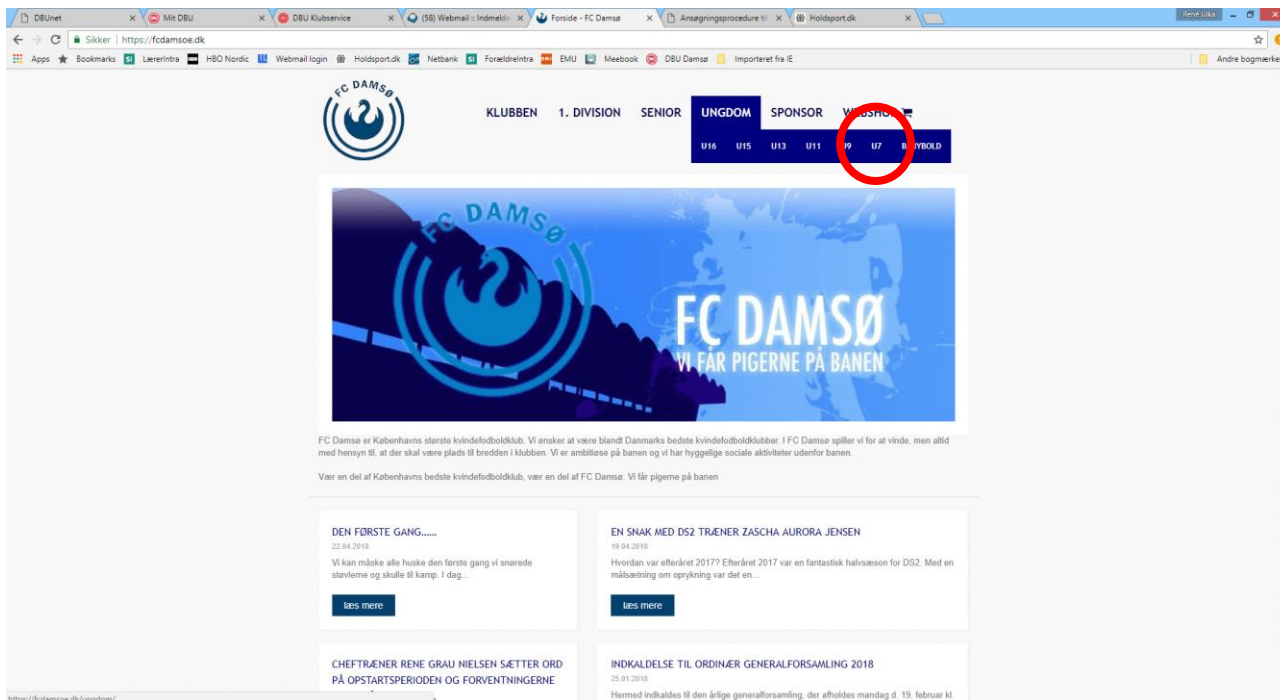 DBUnet
Mit DBU
DBU Klubservice
(58) Webmail :: Indmeldr
Forside - FC Damsø
Ansøgningsprocedure til
Holdsport.dk
René Lilka
Sikker | https://fcdamsoe.dk
Apps Bookmarks LærerIntra HBO Nordic Webmail login Holdsport.dk Netbank ForældreIntra EMU Meebook DBU Damsø Importeret fra IE Andre bogmærker
FC DAMSØ
KLUBBEN 1. DIVISION SENIOR UNGDOM SPONSOR WEBSHOP
U16 U15 U13 U11 U9 U7 BABYBOLD
FC DAMSØ
FC DAMSØ
VI FÅR PIGERNE PÅ BANEN
FC Damsø er Københavns største kvindefodboldklub. Vi ønsker at være blandt Danmarks bedste kvindefodboldklubber. I FC Damsø spiller vi for at vinde, men altid
med hensyn til, at der skal være plads til bredden i klubben. Vi er ambitiøse på banen og vi har hyggelige sociale aktiviteter udenfor banen.
Vær en del af Københavns bedste kvindefodboldklub, vær en del af FC Damsø. Vi får pigerne på banen
DEN FØRSTE GANG......
22.04.2018
Vi kan måske alle huske den første gang vi snørede
støvlerne og skulle til kamp. I dag...
læs mere
EN SNAK MED DS2 TRÆNER ZASCHA AURORA JENSEN
19.04.2018
Hvordan var efteråret 2017? Efteråret 2017 var en fantastisk halvsæson for DS2. Med en
målsætning om oprykning var det en...
læs mere
CHEFTRÆNER RENE GRAU NIELSEN SÆTTER ORD
PÅ OPSTARTSPERIODEN OG FORVENTNINGERNE
INDKALDELSE TIL ORDINÆR GENERALFORSAMLING 2018
25.01.2018
Hermed indkaldes til den årlige generalforsamling, der afholdes mandag d. 19. februar kl.
https://fcdamsoe.dk/ungdom/